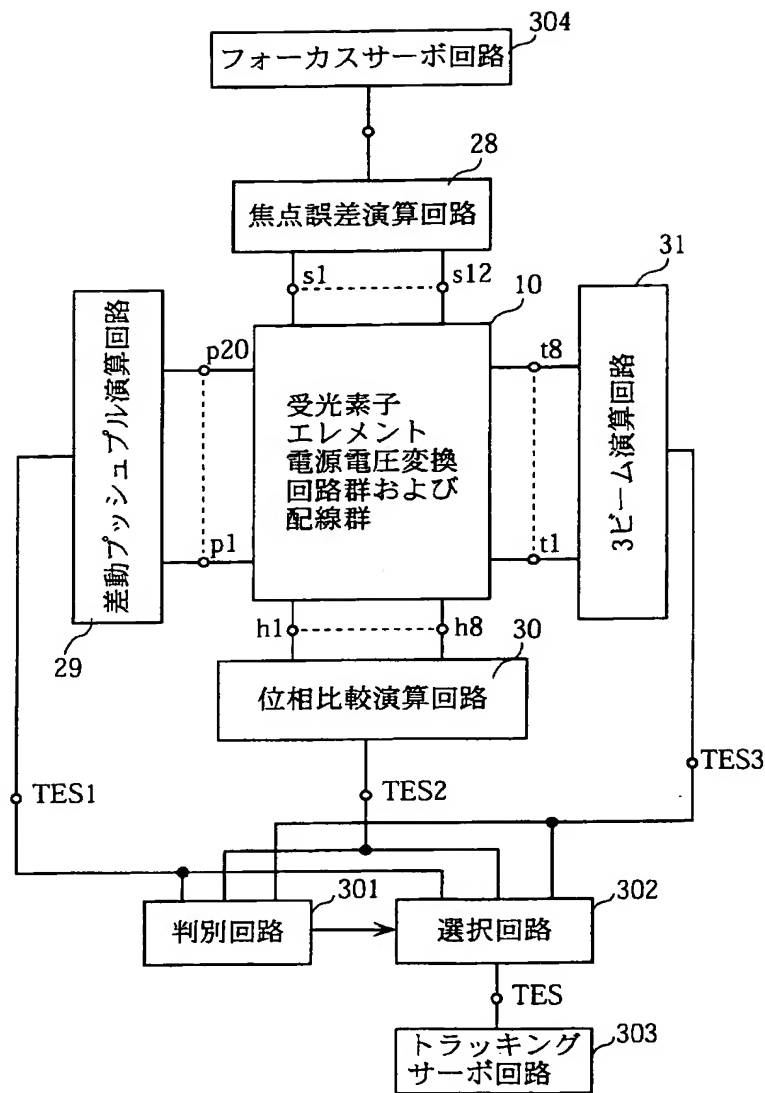 304
フォーカスサーボ回路
28
焦点誤差演算回路
s1
s12
31
10
差動プッシュプル演算回路
p20
t8
3ビーム演算回路
受光素子
エレメント
電源電圧変換
回路群および
配線群
p1
t1
29
h1
h8
30
位相比較演算回路
TES1
TES2
TES3
301
判別回路
302
選択回路
TES
トラッキング
サーボ回路
303